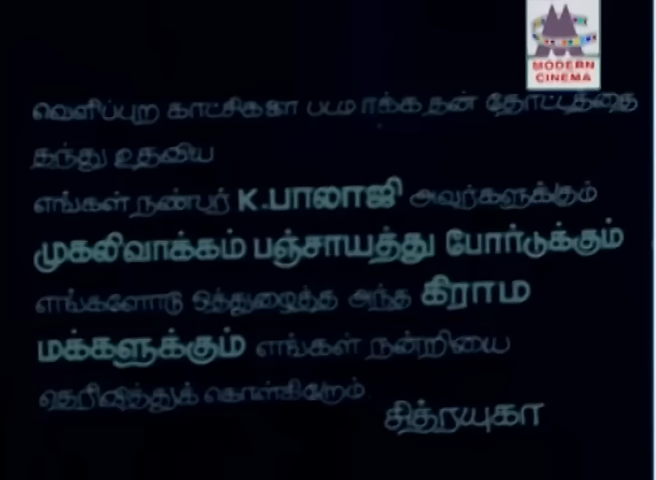 MODERN
CINEMA
வெளிப்புற காட்சிகளை படமாக்க தன் தோட்டத்தை
தந்து உதவிய
எங்கள் நண்பர் K.பாலாஜி அவர்களுக்கும்
முகலிவாக்கம் பஞ்சாயத்து போர்டுக்கும்
எங்களோடு ஒத்துழைத்த அந்த கிராம
மக்களுக்கும் எங்கள் நன்றியை
தெரிவித்துக் கொள்கிறோம்
சித்ரயுகா